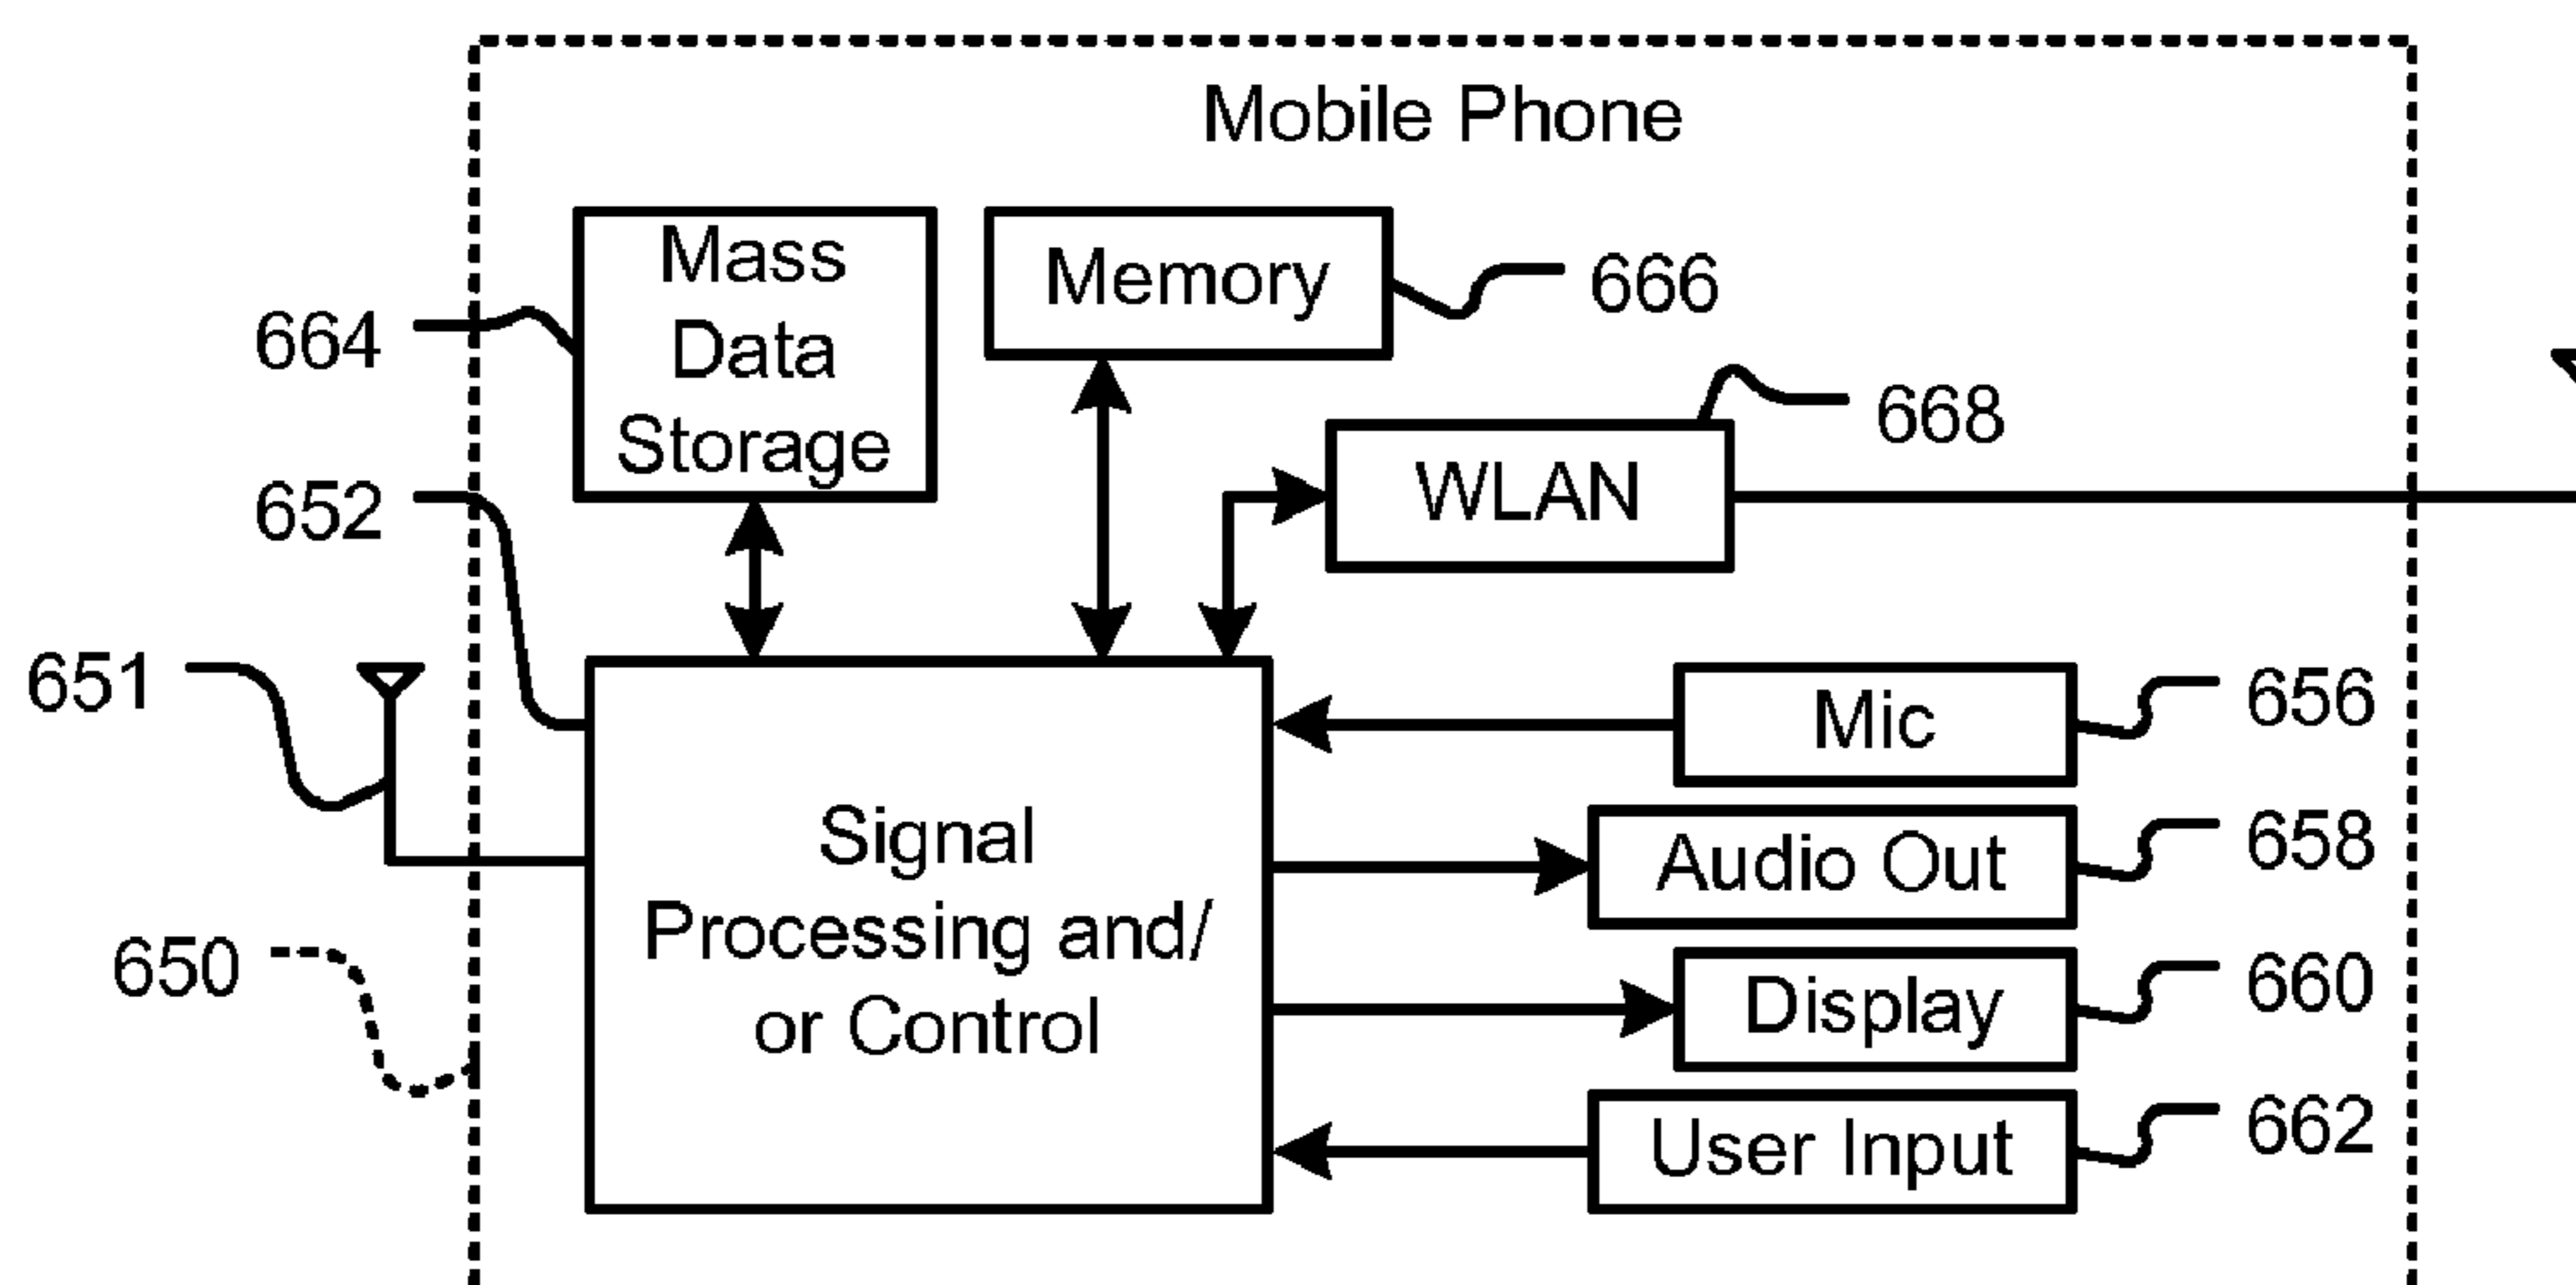 Mobile Phone
Mass
Data
Storage
Memory
666
664
668
WLAN
652
651
Mic
656
Signal
Processing and/
or Control
Audio Out
658
650
Display
660
User Input
662